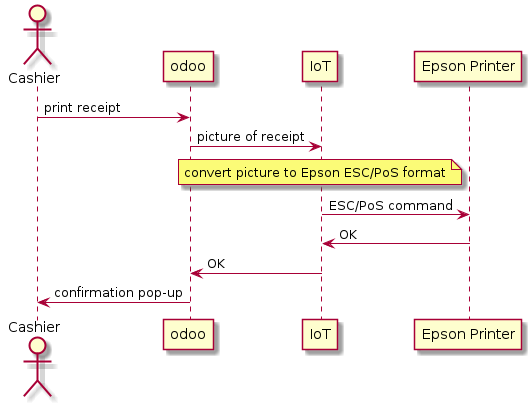 Cashier
odoo
IoT
Epson Printer
print receipt
picture of receipt
convert picture to Epson ESC/PoS format
ESC/PoS command
OK
OK
confirmation pop-up
Cashier
odoo
IoT
Epson Printer